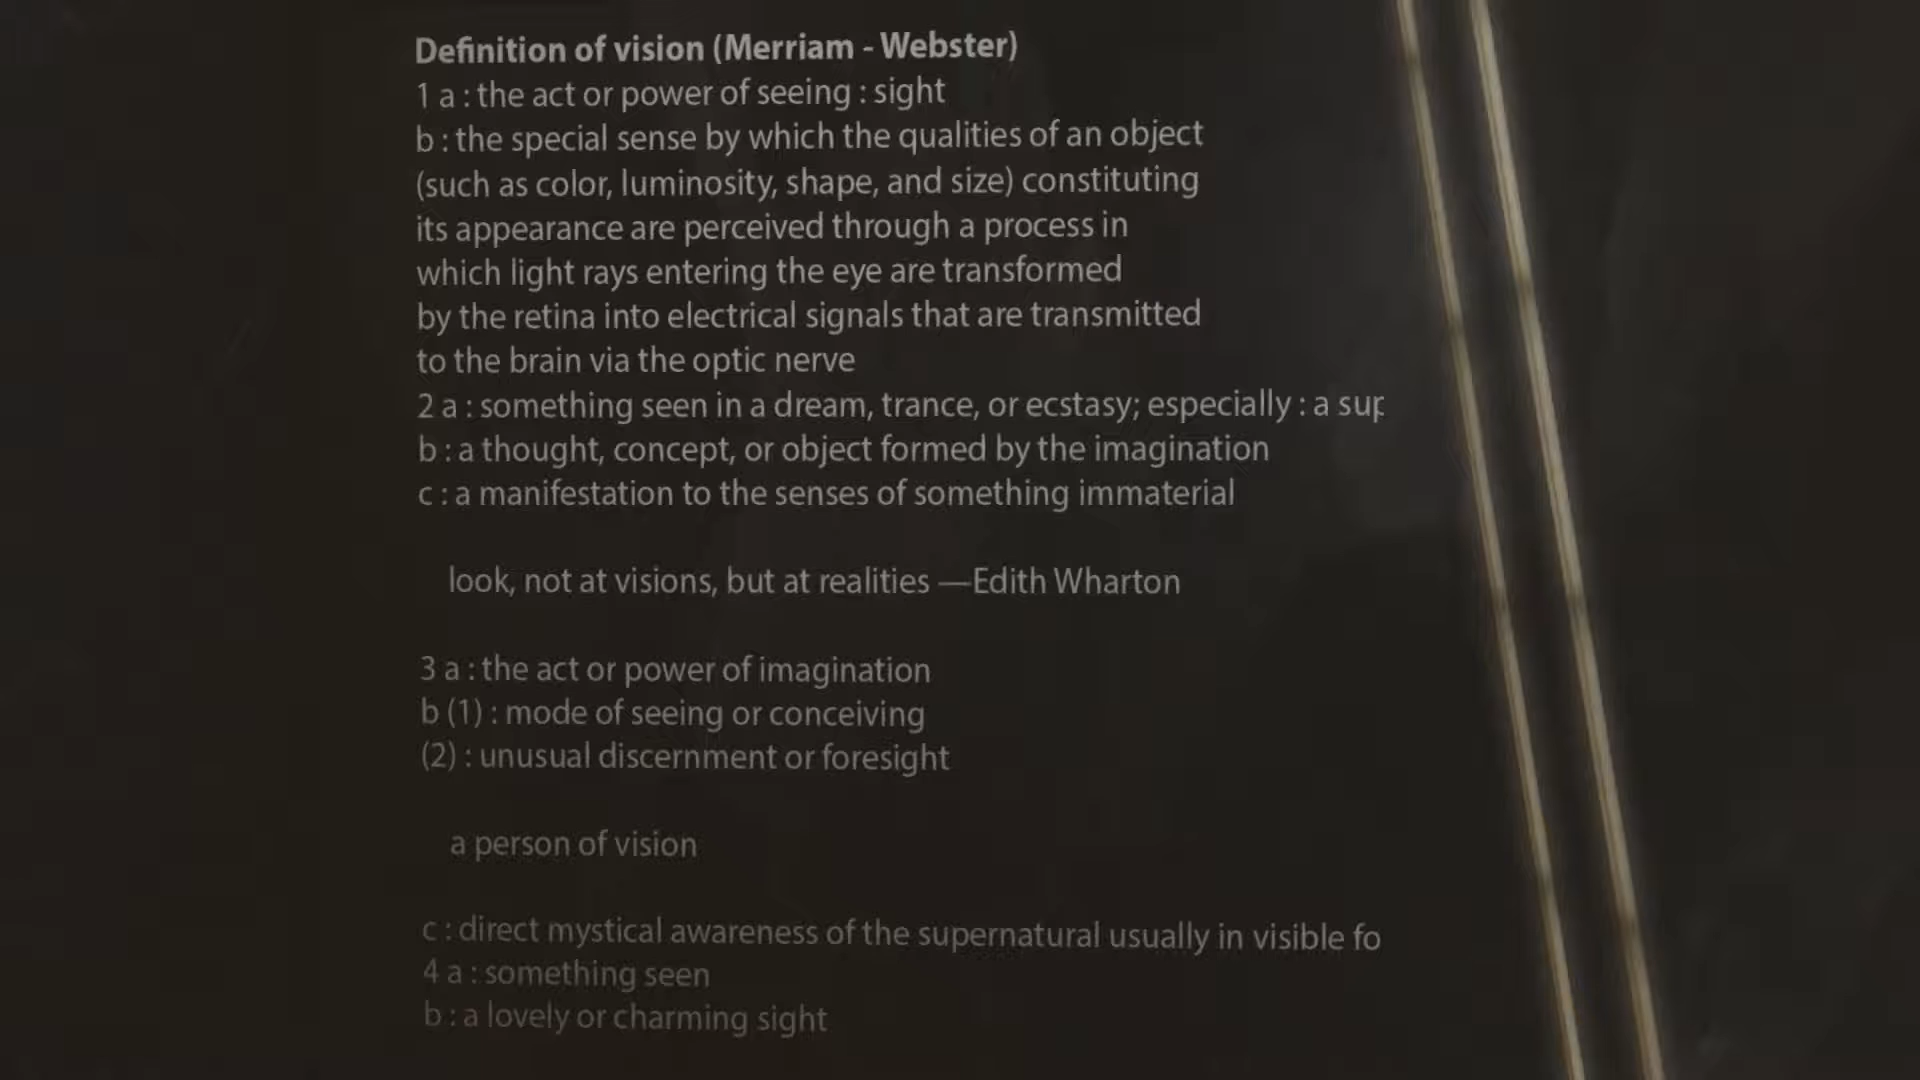 Definition of vision (Merriam - Webster)
1 a : the act or power of seeing : sight
b : the special sense by which the qualities of an object
(such as color, luminosity, shape, and size) constituting
its appearance are perceived through a process in
which light rays entering the eye are transformed
by the retina into electrical signals that are transmitted
to the brain via the optic nerve
2 a : something seen in a dream, trance, or ecstasy; especially : a sup
b : a thought, concept, or object formed by the imagination
c : a manifestation to the senses of something immaterial
look, not at visions, but at realities —Edith Wharton
3 a : the act or power of imagination
b (1) : mode of seeing or conceiving
(2) : unusual discernment or foresight
a person of vision
c : direct mystical awareness of the supernatural usually in visible fo
4 a : something seen
b : a lovely or charming sight